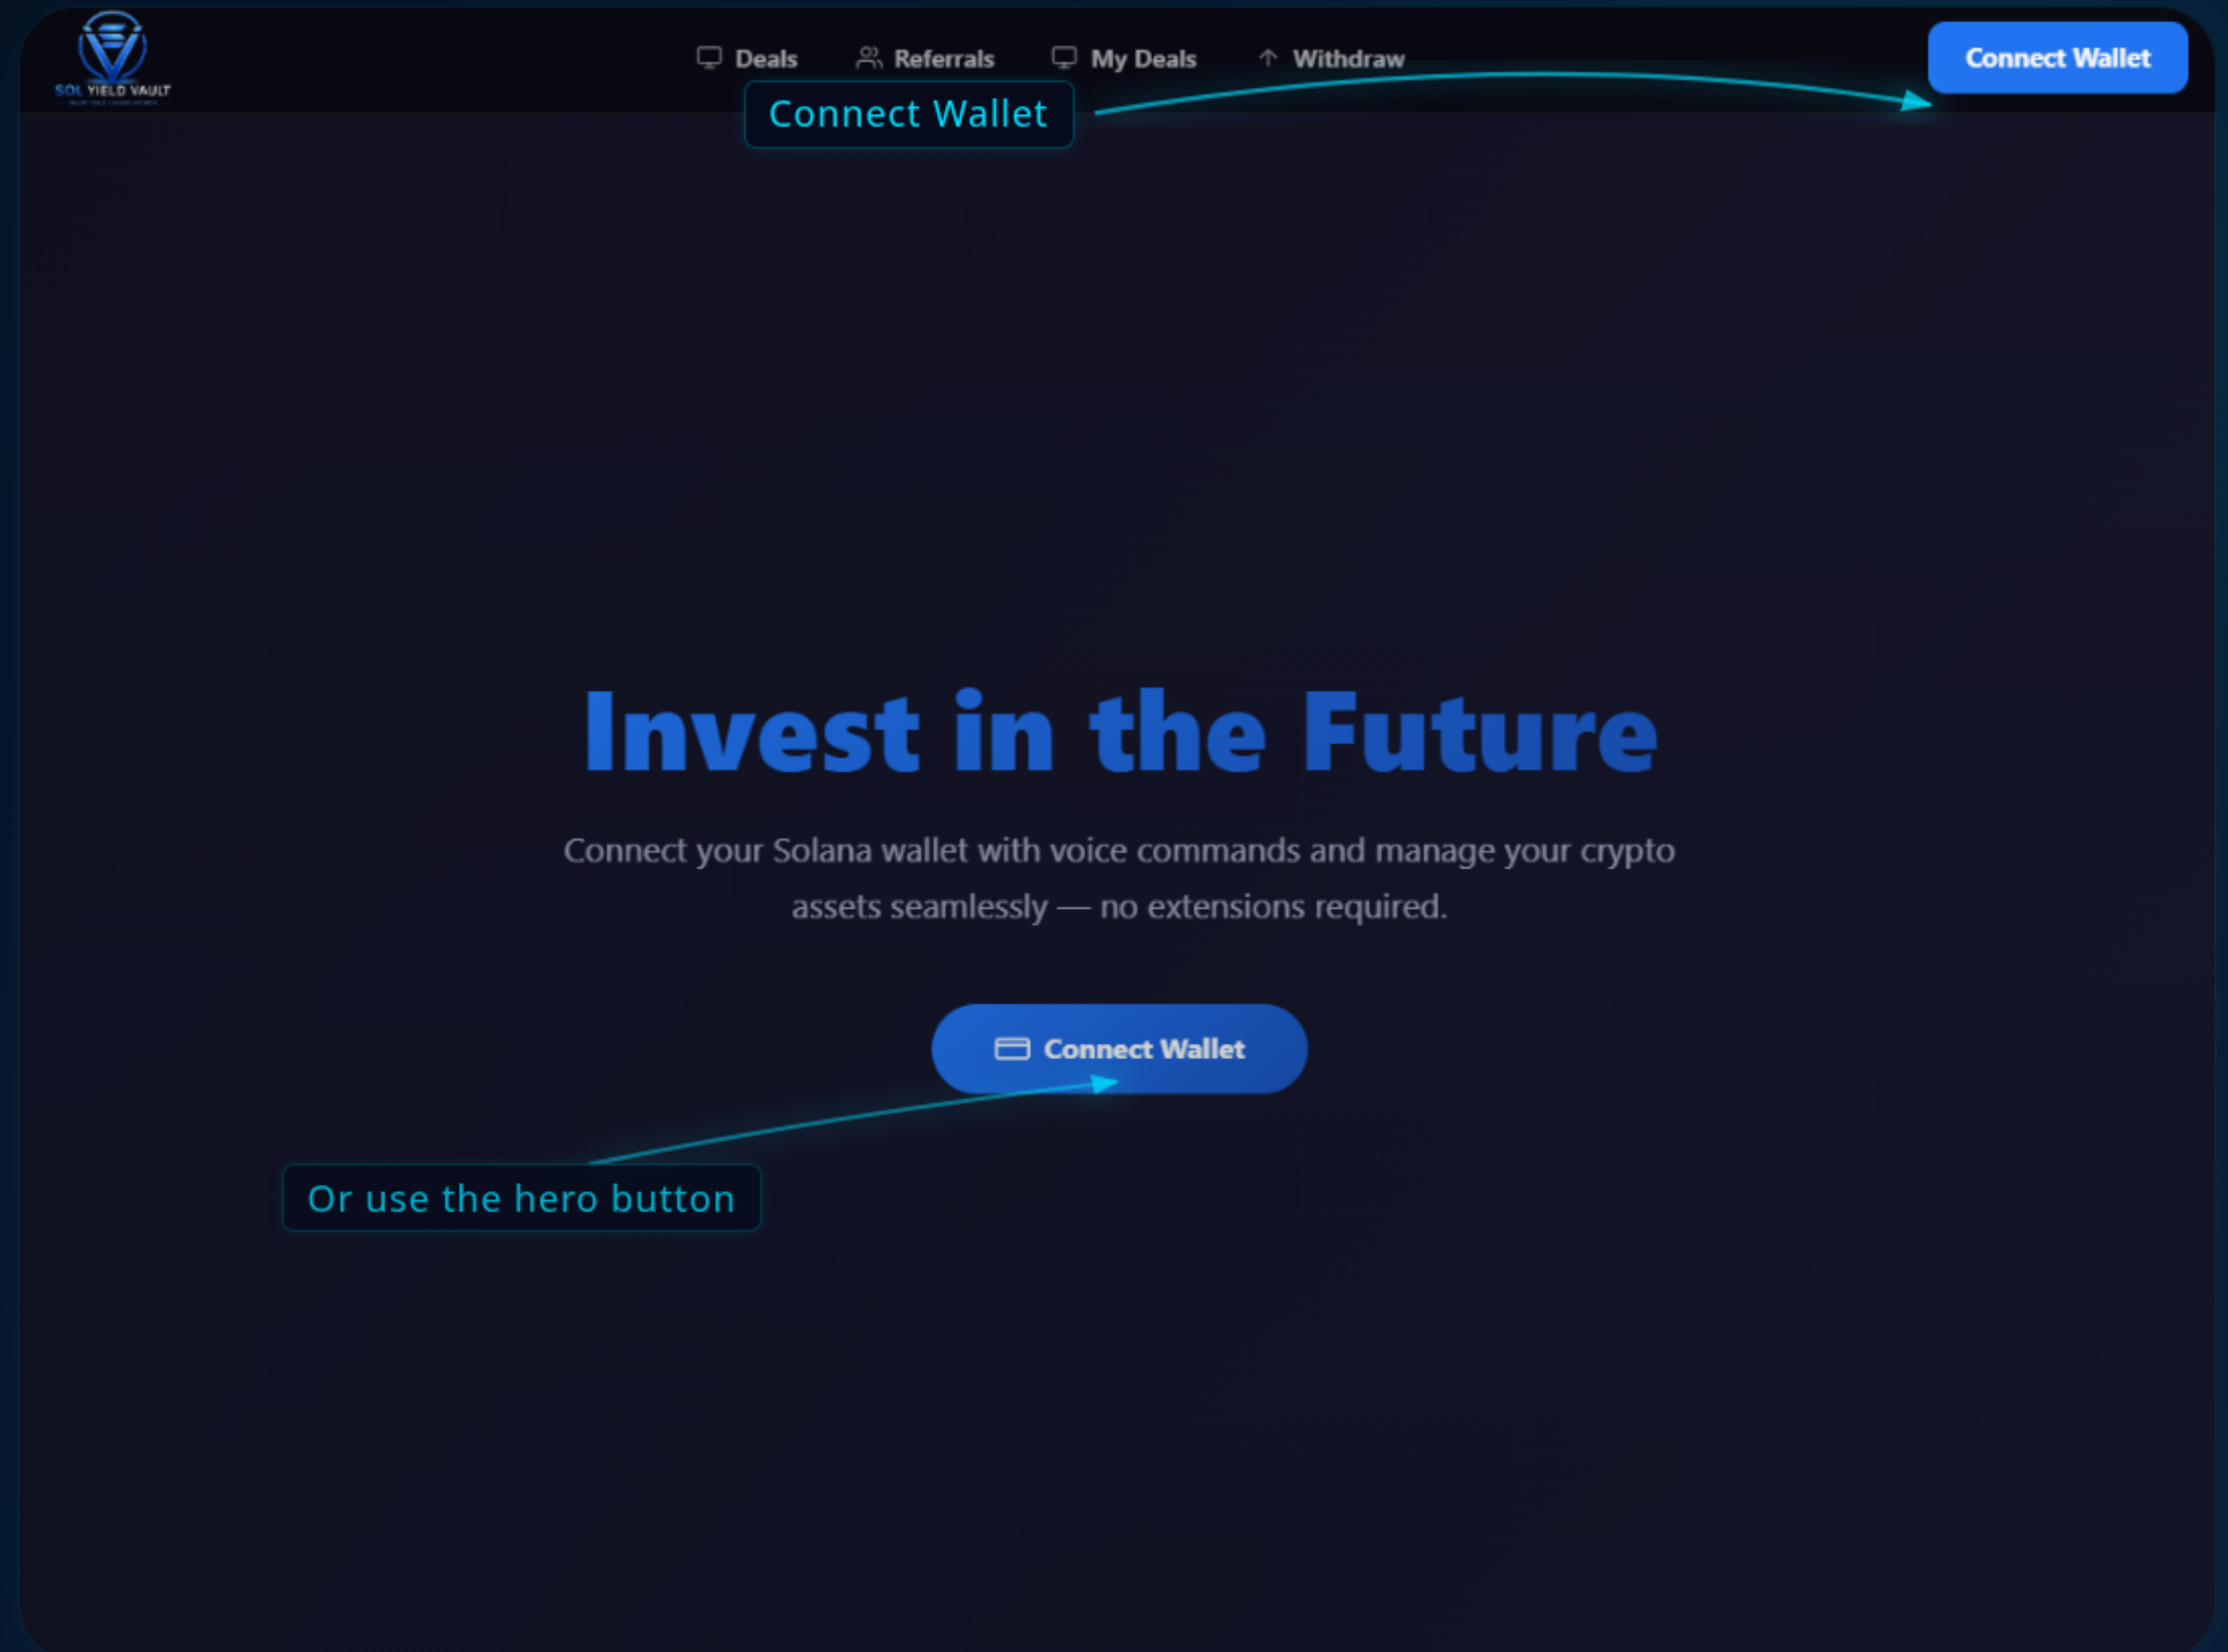 SOL YIELD VAULT
Deals
Referrals
My Deals
Withdraw
Connect Wallet
Connect Wallet
Invest in the Future
Connect your Solana wallet with voice commands and manage your crypto
assets seamlessly — no extensions required.
Connect Wallet
Or use the hero button